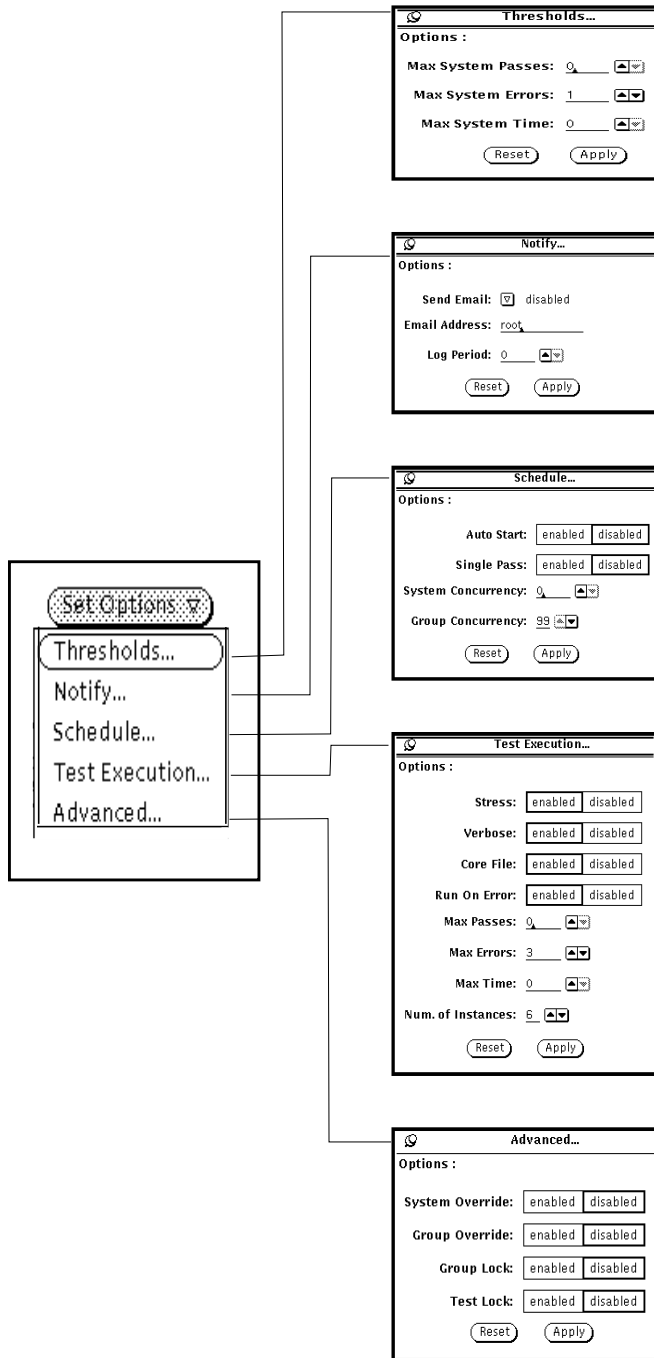 Thresholds...
Options :
Max System Passes: 0
Max System Errors: 1
Max System Time: 0
Reset Apply
Notify...
Options :
Send Email: disabled
Email Address: root
Log Period: 0
Reset Apply
Schedule...
Options :
Auto Start: enabled disabled
Single Pass: enabled disabled
System Concurrency: 0
Group Concurrency: 99
Reset Apply
Set Options
Thresholds...
Notify...
Schedule...
Test Execution...
Advanced...
Test Execution...
Options :
Stress: enabled disabled
Verbose: enabled disabled
Core File: enabled disabled
Run On Error: enabled disabled
Max Passes: 0
Max Errors: 3
Max Time: 0
Num. of Instances: 6
Reset Apply
Advanced...
Options :
System Override: enabled disabled
Group Override: enabled disabled
Group Lock: enabled disabled
Test Lock: enabled disabled
Reset Apply